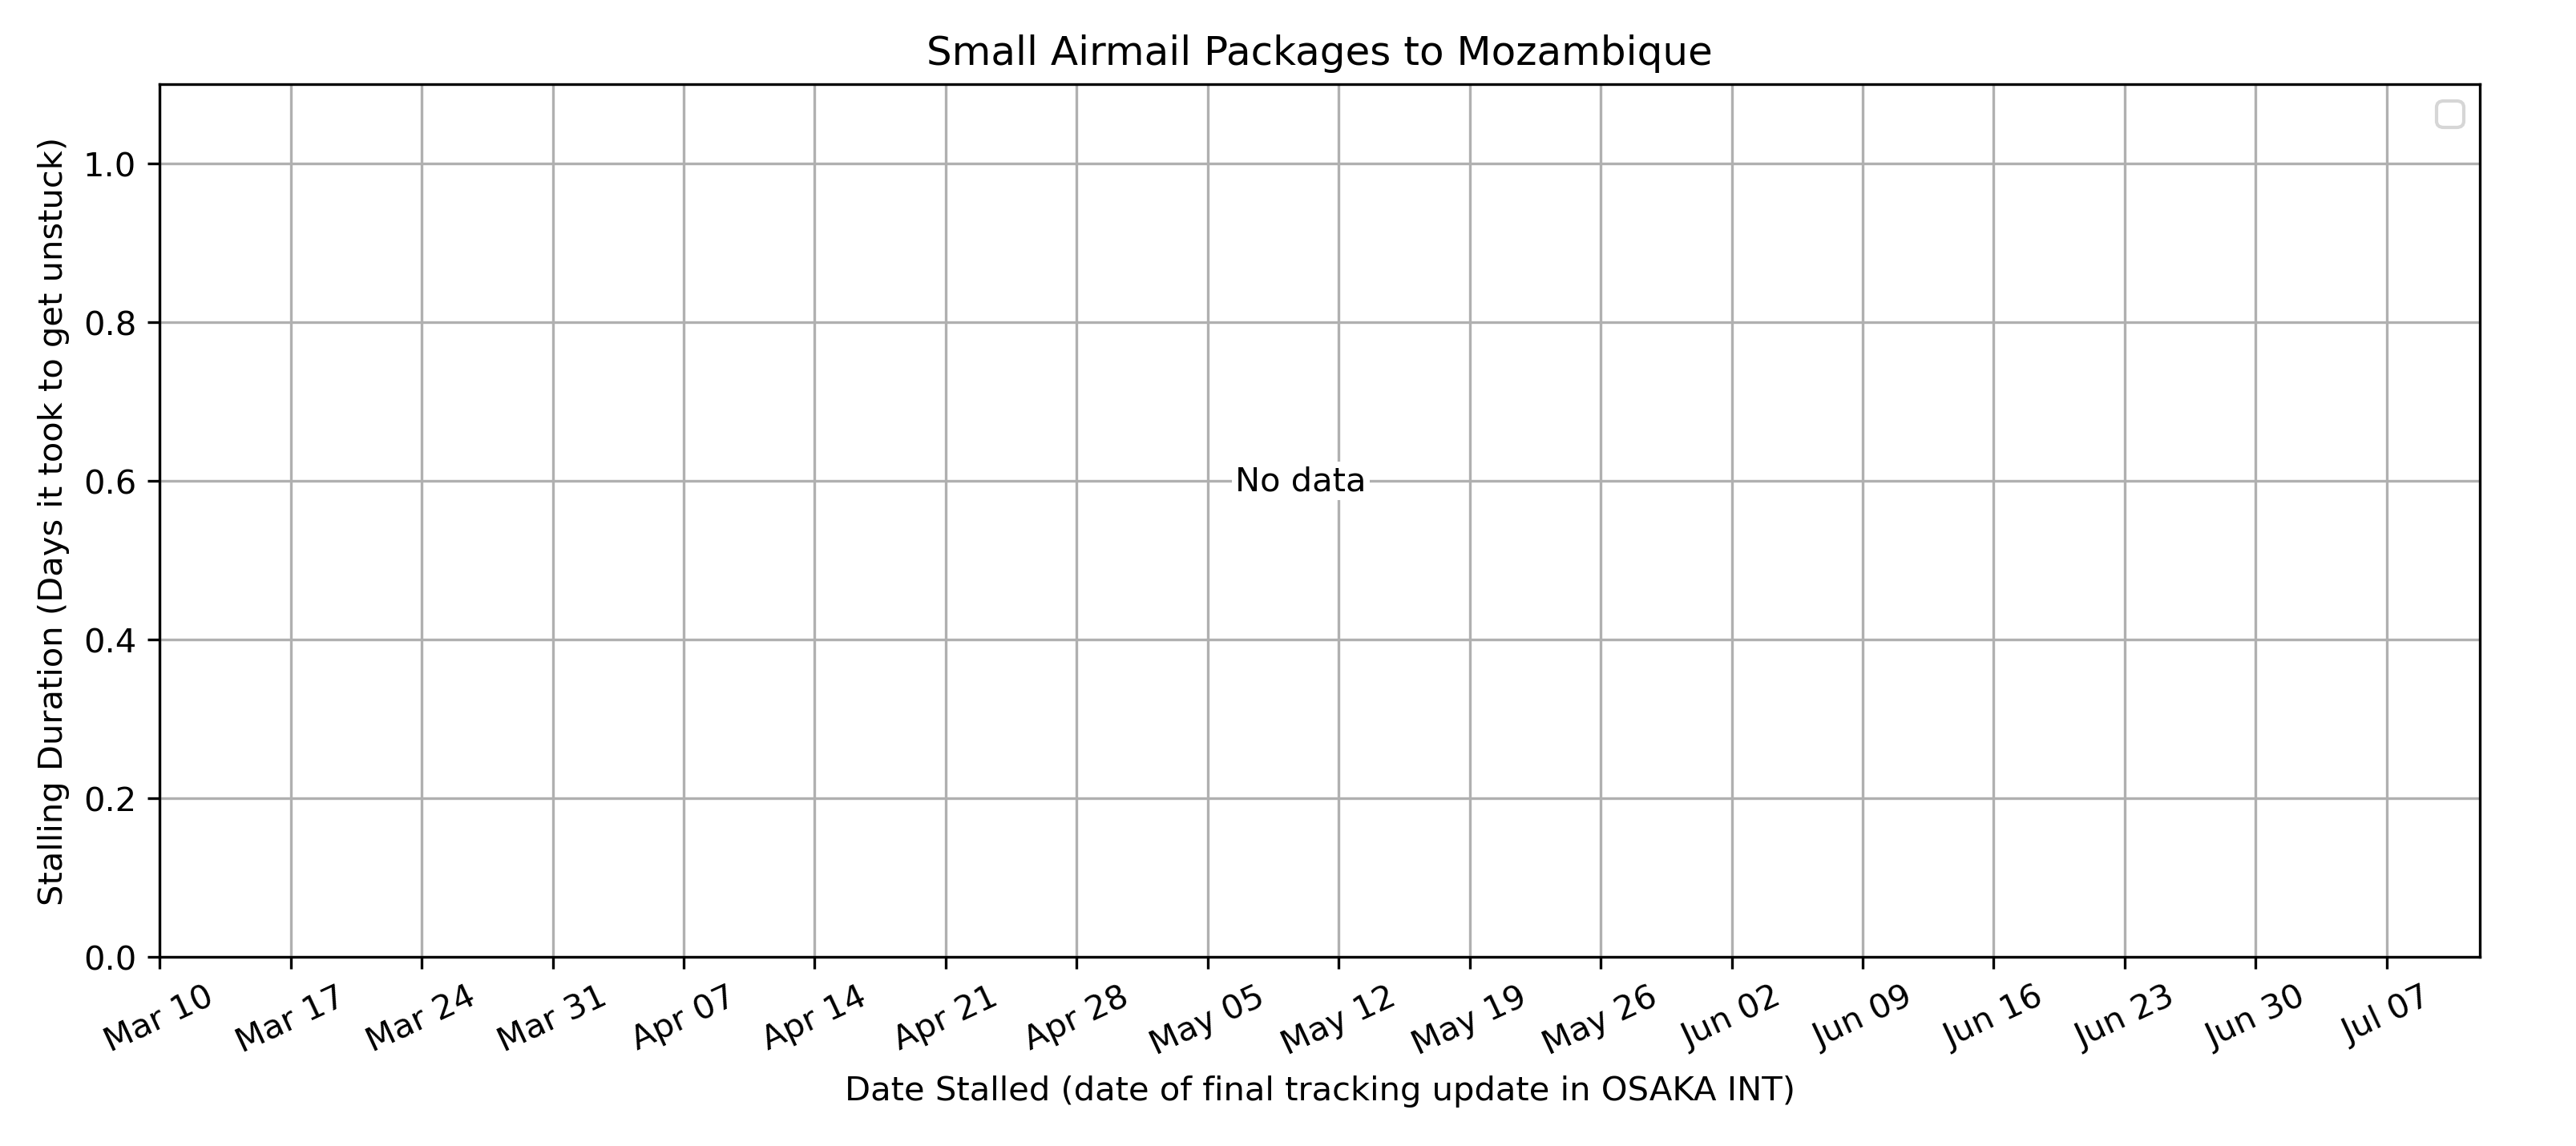 Small Airmail Packages to Mozambique
Stalling Duration (Days it took to get unstuck)
1.0
0.8
0.6
0.4
0.2
0.0
No data
Mar 10
Mar 17
Mar 24
Mar 31
Apr 07
Apr 14
Apr 21
Apr 28
May 05
May 12
May 19
May 26
Jun 02
Jun 09
Jun 16
Jun 23
Jun 30
Jul 07
Date Stalled (date of final tracking update in OSAKA INT)